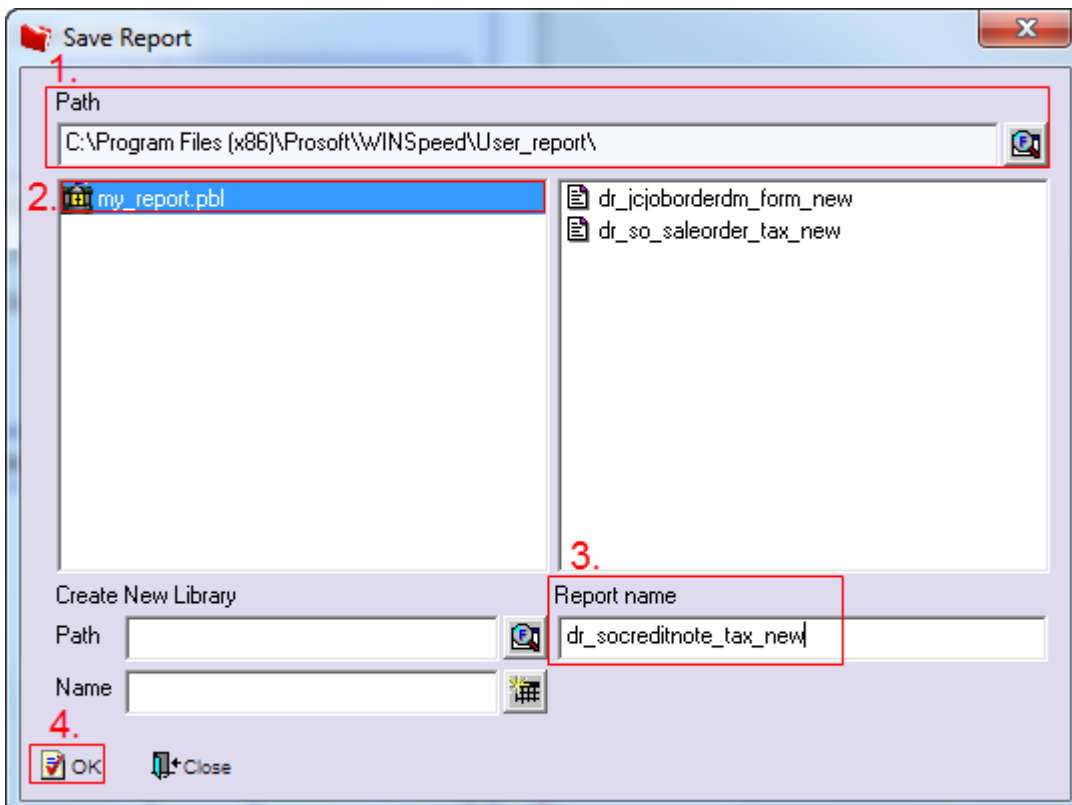 Save Report
1.
Path
C:\Program Files (x86)\Prosoft\WINSpeed\User_report\
2. my_report.pbl
dr_jcjoborderdm_form_new
dr_so_saleorder_tax_new
3.
Create New Library
Report name
Path
dr_socreditnote_tax_new
Name
4.
OK
Close